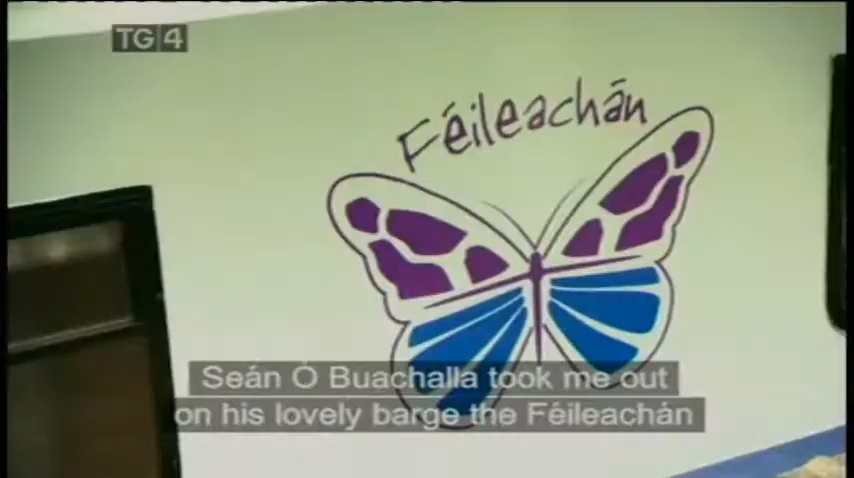 TG4
Féileachán
Seán Ó Buachalla took me out
on his lovely barge the Féileachán